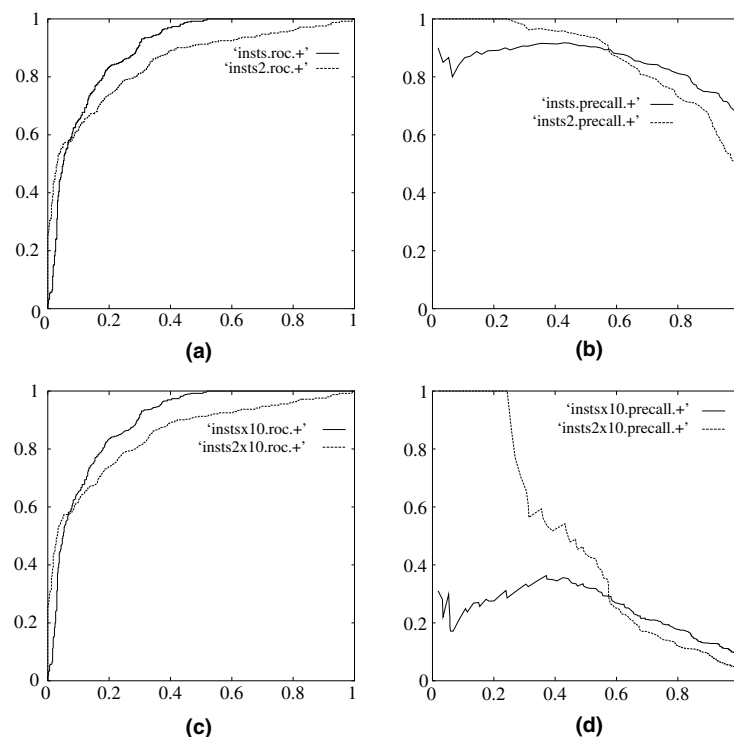 1
0.8
0.6
0.4
0.2
0
0 0.2 0.4 0.6 0.8 1
‘insts.roc.+’
‘insts2.roc.+’
(a)
1
0.8
0.6
0.4
0.2
0
0 0.2 0.4 0.6 0.8
‘insts.precall.+’
‘insts2.precall.+’
(b)
1
0.8
0.6
0.4
0.2
0
0 0.2 0.4 0.6 0.8 1
‘instsx10.roc.+’
‘insts2x10.roc.+’
(c)
1
0.8
0.6
0.4
0.2
0
0 0.2 0.4 0.6 0.8
‘instsx10.precall.+’
‘insts2x10.precall.+’
(d)